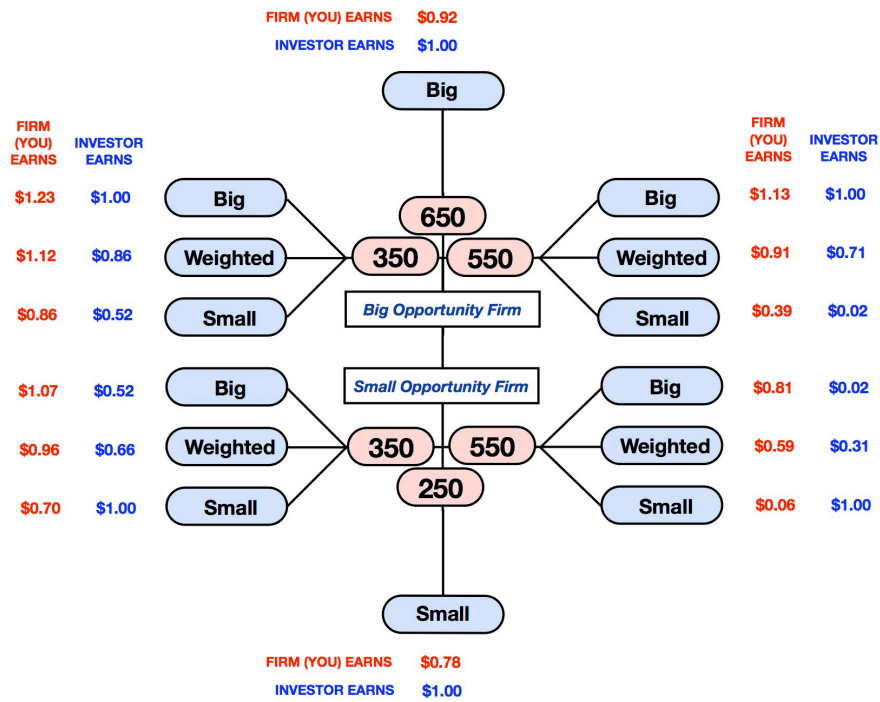 FIRM (YOU) EARNS $0.92
INVESTOR EARNS $1.00
Big
FIRM
(YOU)
EARNS
INVESTOR
EARNS
$1.23 $1.00 Big
$1.12 $0.86 Weighted
$0.86 $0.52 Small
650
350 550
FIRM
(YOU)
EARNS
INVESTOR
EARNS
Big $1.13 $1.00
Weighted $0.91 $0.71
Small $0.39 $0.02
Big Opportunity Firm
Small Opportunity Firm
$1.07 $0.52 Big
$0.96 $0.66 Weighted
$0.70 $1.00 Small
350 550
250
Big $0.81 $0.02
Weighted $0.59 $0.31
Small $0.06 $1.00
Small
FIRM (YOU) EARNS $0.78
INVESTOR EARNS $1.00